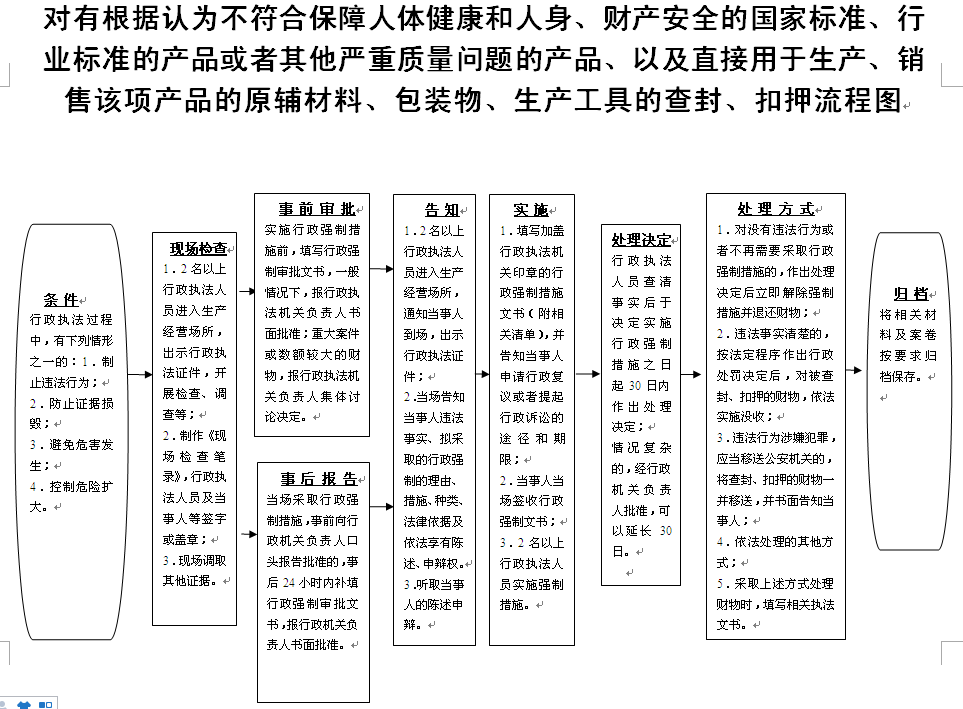 对有根据认为不符合保障人体健康和人身、财产安全的国家标准、行
业标准的产品或者其他严重质量问题的产品、以及直接用于生产、销
售该项产品的原辅材料、包装物、生产工具的查封、扣押流程图
条件
行政执法过程
中，有下列情形
之一的：1．制
止违法行为；
2．防止证据损
毁；
3．避免危害发
生；
4．控制危险扩
大。
现场检查
1．2名以上
行政执法人
员进入生产
经营场所，
出示行政执
法证件，开
展检查、调
查等；
2．制作《现
场检查笔
录》，行政执
法人员及当
事人等签字
或盖章；
3．现场调取
其他证据。
事前审批
实施行政强制措
施前，填写行政强
制审批文书，一般
情况下，报行政执
法机关负责人书
面批准；重大案件
或数额较大的财
物，报行政执法机
关负责人集体讨
论决定。
事后报告
当场采取行政强
制措施，事前向行
政机关负责人口
头报告批准的，事
后24小时内补填
行政强制审批文
书，报行政机关负
责人书面批准。
告知
1．2名以上
行政执法人
员进入生产
经营场所，
通知当事人
到场，出示
行政执法证
件；
2．当场告知
当事人违法
事实、拟采
取的行政强
制的理由、
措施、种类、
法律依据及
依法享有陈
述、申辩权。
3．听取当事
人的陈述申
辩。
实施
1．填写加盖
行政执法机
关印章的行
政强制措施
文书（附相
关清单），并
告知当事人
申请行政复
议或者提起
行政诉讼的
途径和期
限；
2．当事人当
场签收行政
强制文书；
3．2名以上
行政执法人
员实施强制
措施。
处理决定
行政执法
人员查清
事实后于
决定实施
行政强制
措施之日
起30日内
作出处理
决定；
情况复杂
的，经行政
机关负责
人批准，可
以延长30
日。
处理方式
1．对没有违法行为或
者不再需要采取行政
强制措施的，作出处理
决定后立即解除强制
措施并退还财物；
2．违法事实清楚的，
按法定程序作出行政
处罚决定后，对被查
封、扣押的财物，依法
实施没收；
3．违法行为涉嫌犯罪，
应当移送公安机关的，
将查封、扣押的财物一
并移送，并书面告知当
事人；
4．依法处理的其他方
式；
5．采取上述方式处理
财物时，填写相关执法
文书。
归档
将相关材
料及案卷
按要求归
档保存。